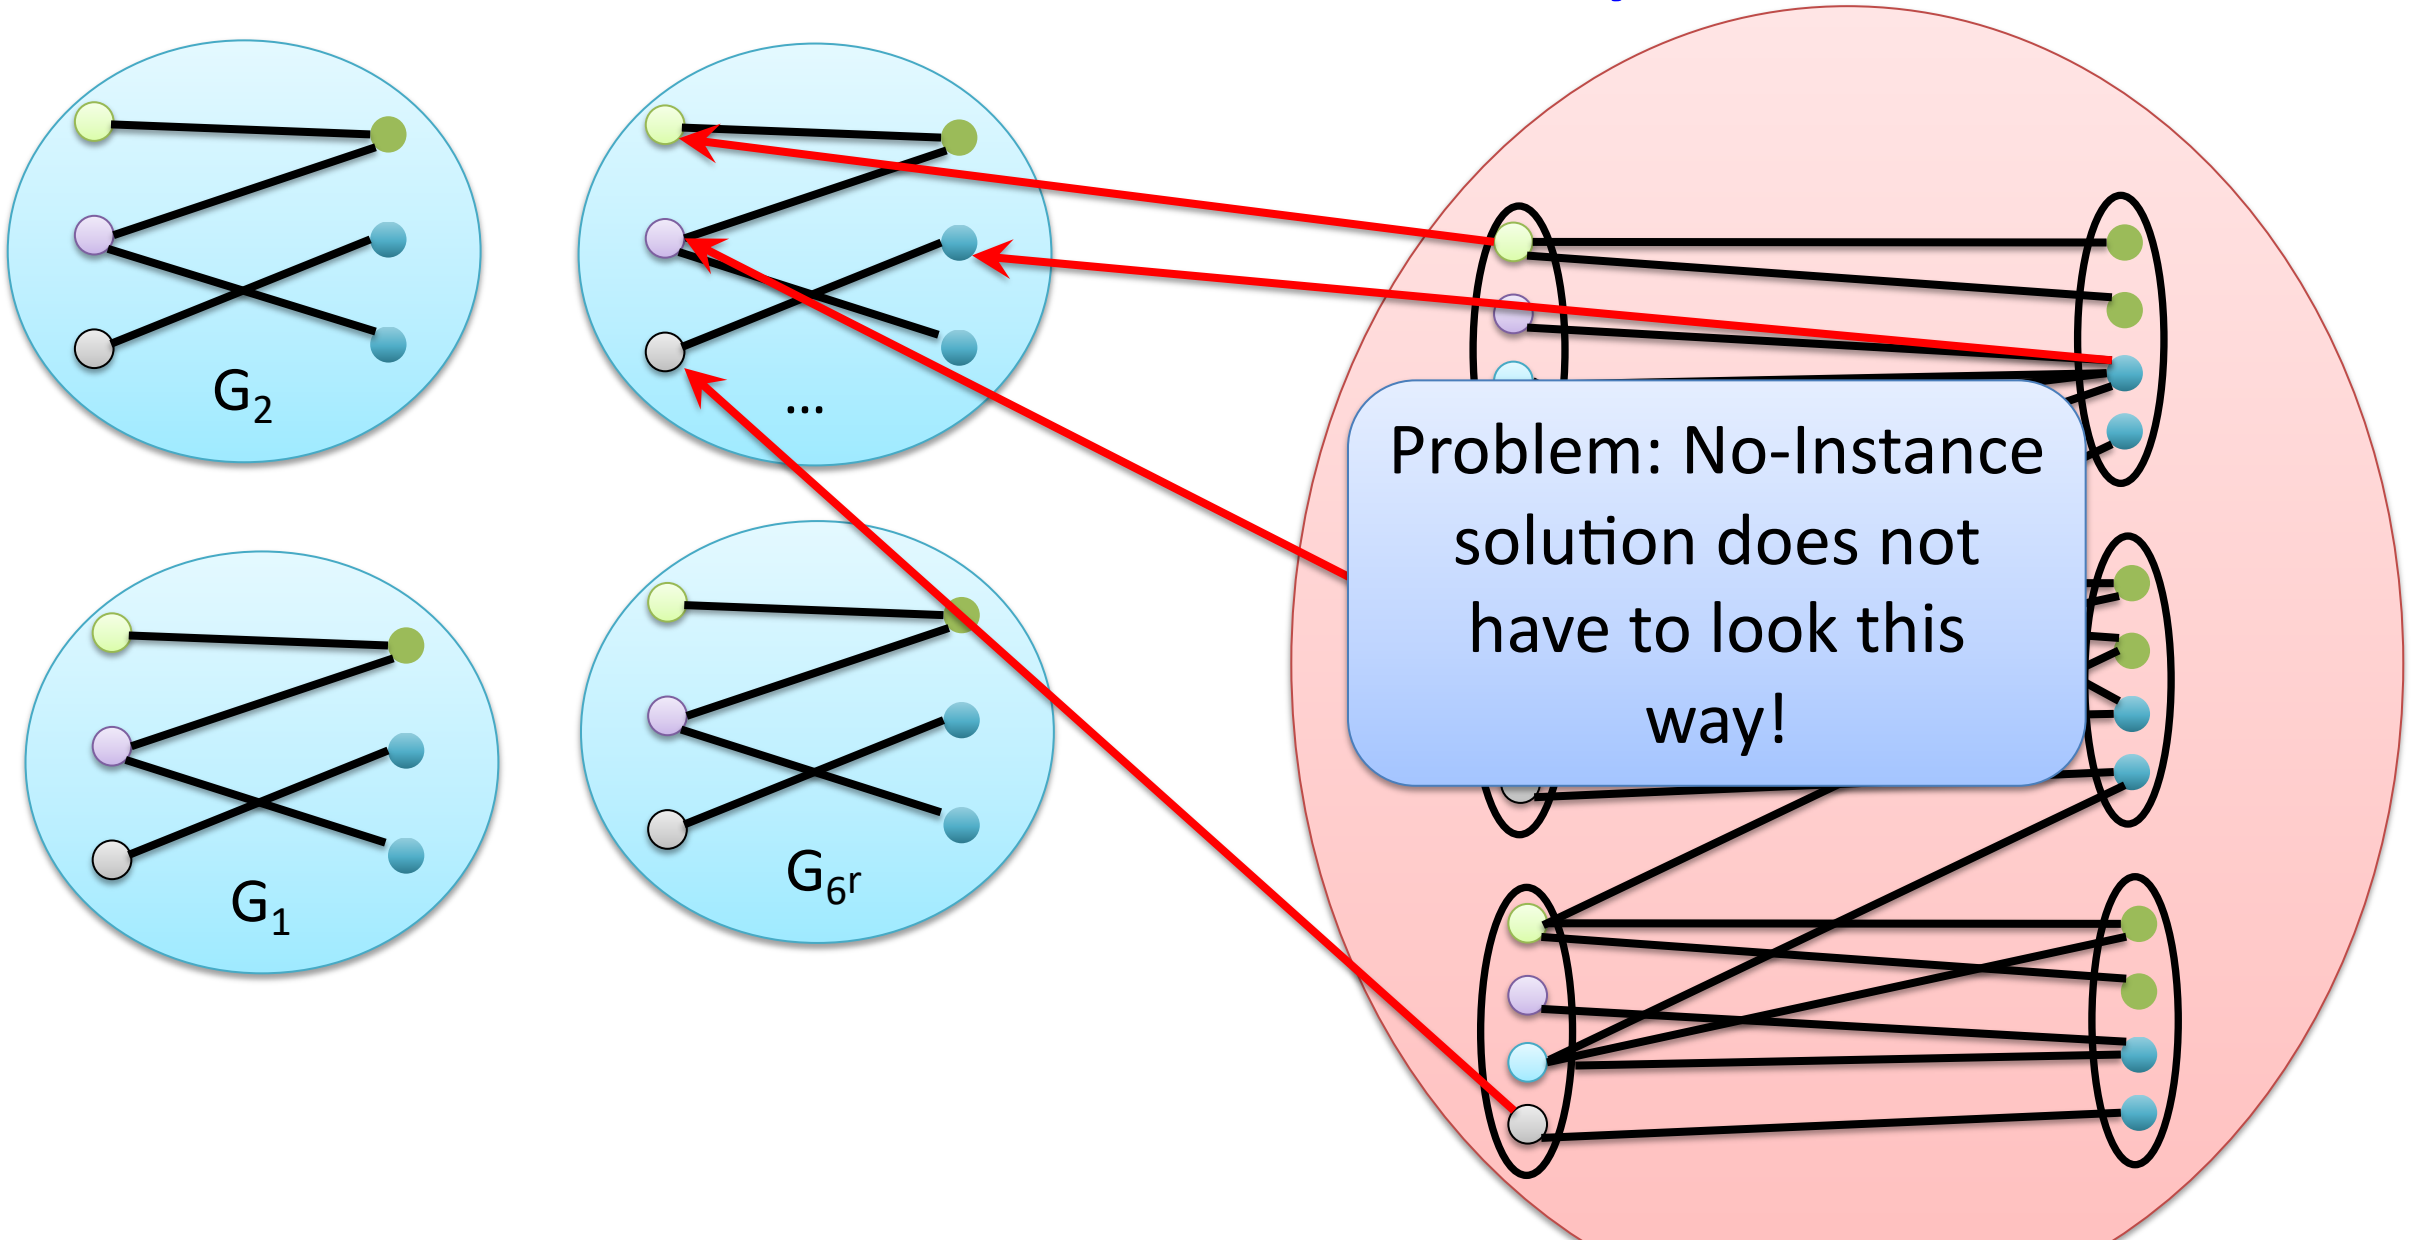 G2
...
Problem: No-Instance
solution does not
have to look this
way!
G1
G6r